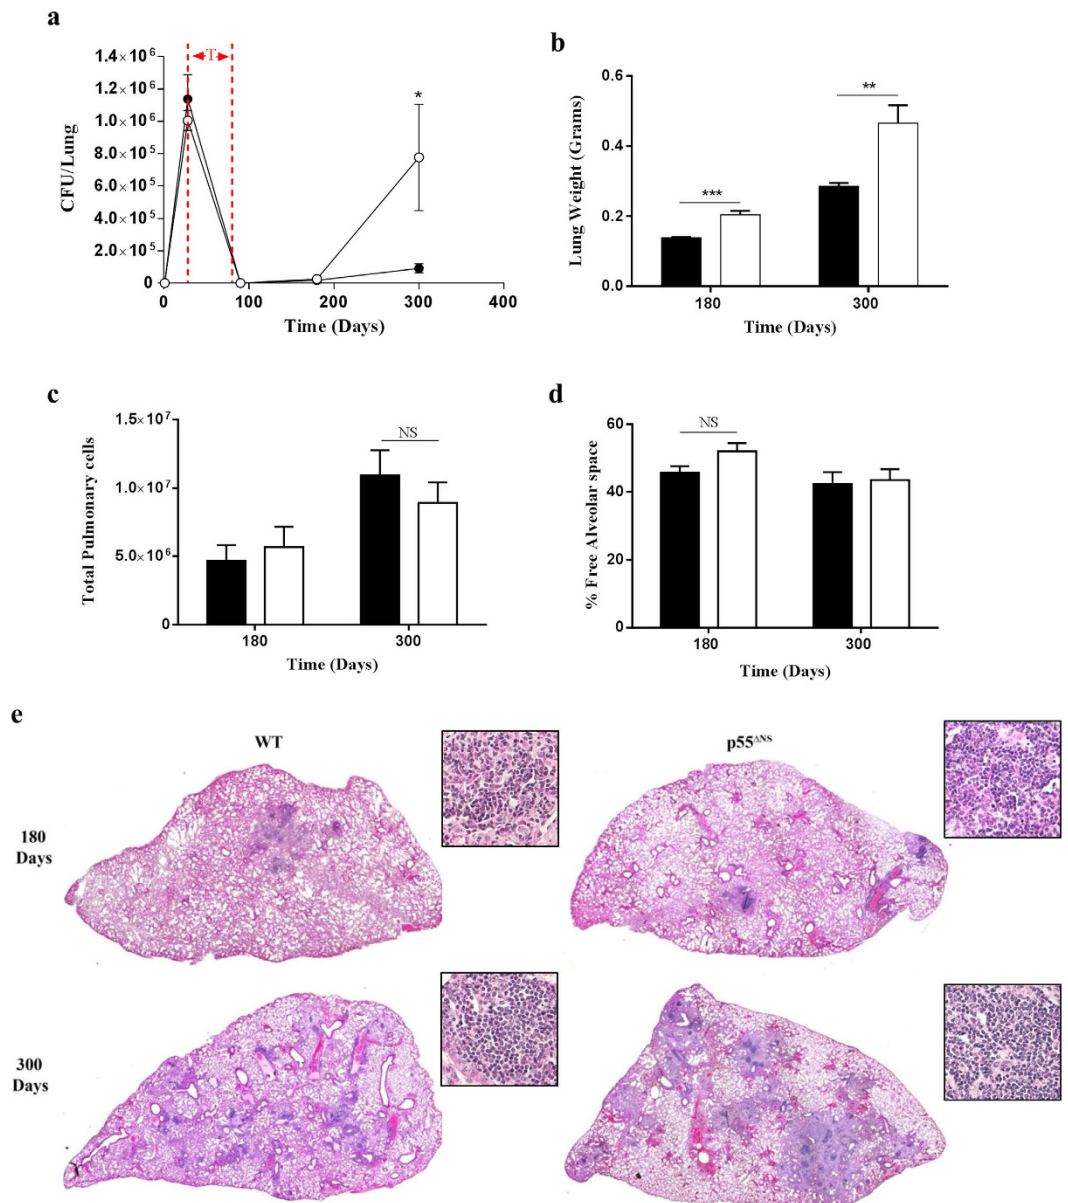 a
1.4×10⁶
1.2×10⁶
1.0×10⁶
8.0×10⁵
6.0×10⁵
4.0×10⁵
2.0×10⁵
0
CFU/Lung
T
*
0 100 200 300 400
Time (Days)
b
0.6
0.4
0.2
0.0
Lung Weight (Grams)
***
**
180 300
Time (Days)
c
1.5×10⁷
1.0×10⁷
5.0×10⁶
0
Total Pulmonary cells
NS
180 300
Time (Days)
d
60
40
20
0
% Free Alveolar space
NS
180 300
Time (Days)
e
WT p55ᐞᴺˢ
180
Days
300
Days